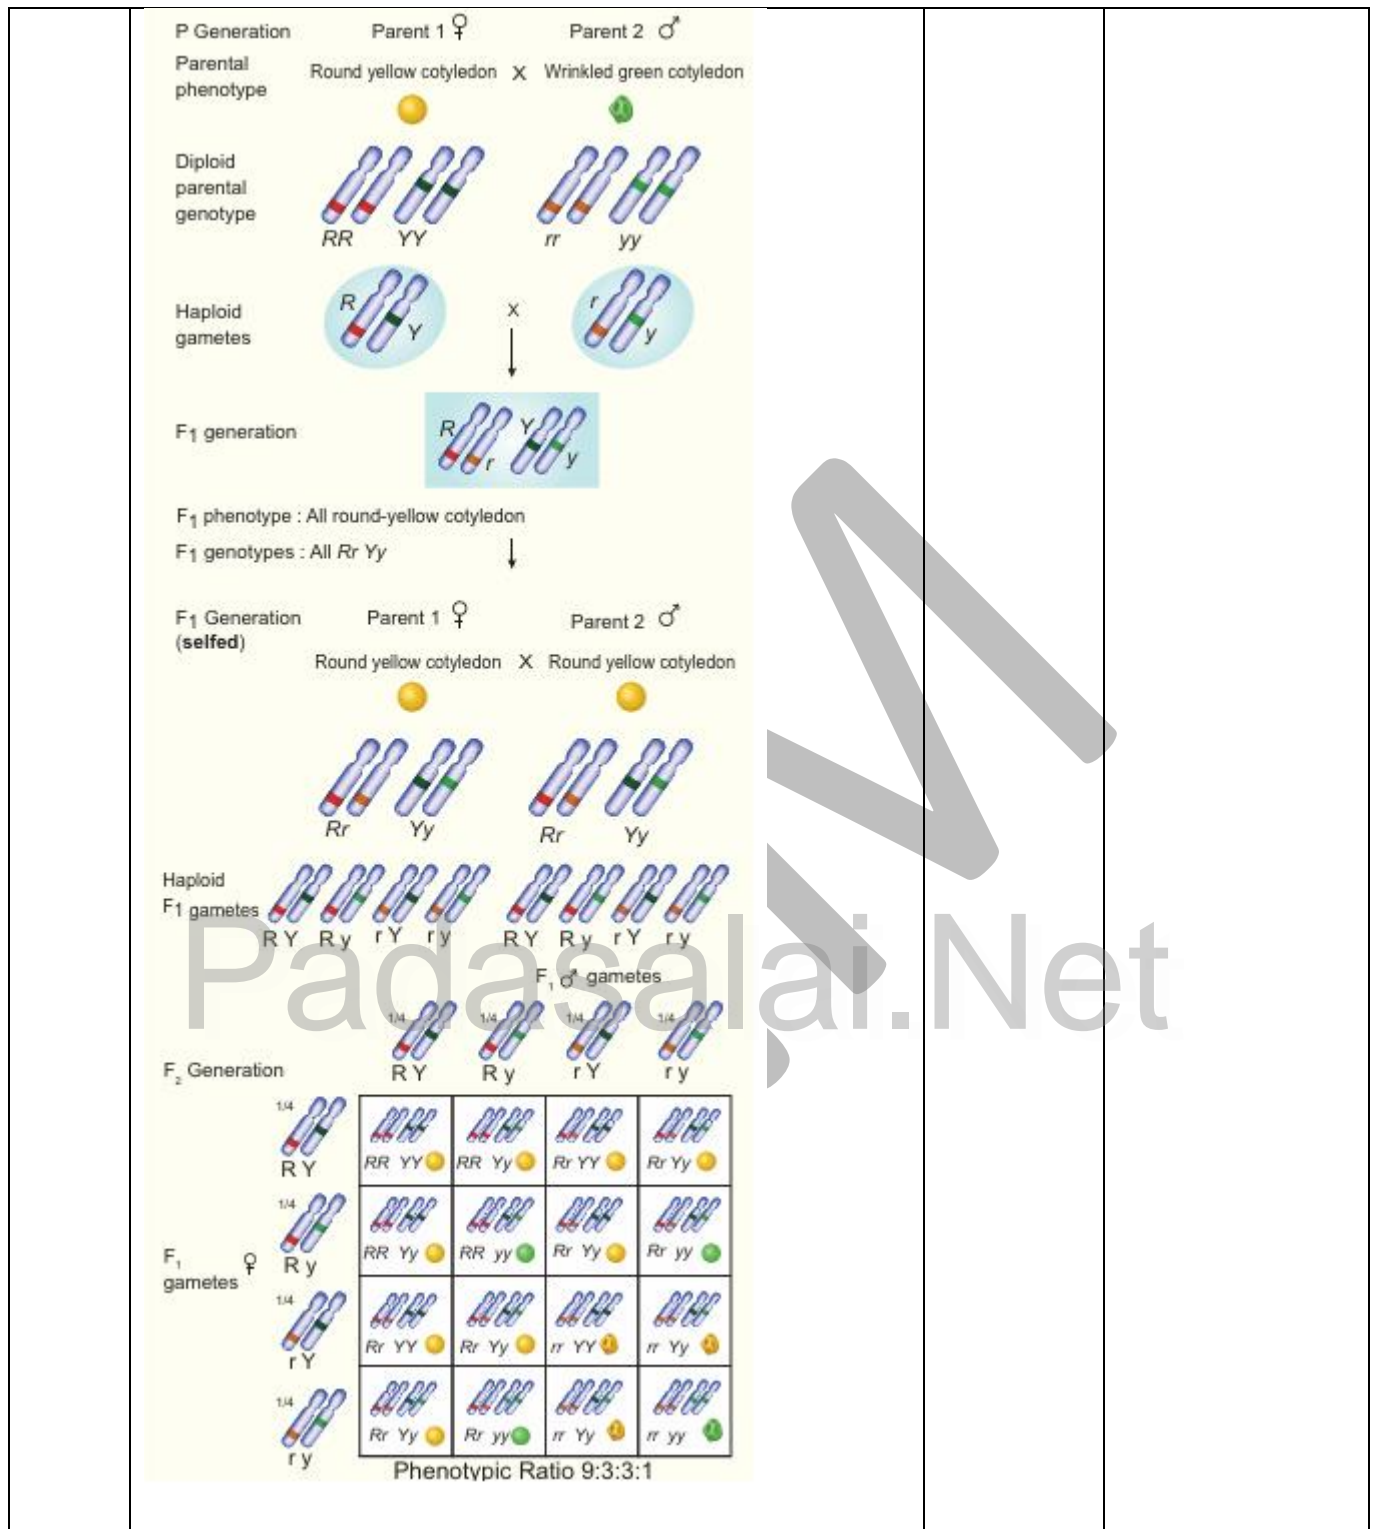 P Generation Parent 1 ♀ Parent 2 ♂
Parental phenotype
Round yellow cotyledon X Wrinkled green cotyledon
Diploid
parental
genotype
RR YY rr yy
Haploid
gametes
R Y X r y
F1 generation
R r Y y
F1 phenotype : All round-yellow cotyledon
F1 genotypes : All Rr Yy
F1 Generation
(selfed)
Parent 1 ♀ Parent 2 ♂
Round yellow cotyledon X Round yellow cotyledon
Rr Yy Rr Yy
Haploid
F1 gametes
R Y R y r Y r y R Y R y r Y r y
Padasalai.Net
F1 ♂ gametes
1/4 1/4 1/4 1/4
F2 Generation
R Y R y r Y r y
1/4
R Y
RR YY RR Yy Rr YY Rr Yy
1/4
R y
RR Yy RR yy Rr Yy Rr yy
F1
gametes ♀
1/4
r Y
Rr YY Rr Yy rr YY rr Yy
1/4
r y
Rr Yy Rr yy rr Yy rr yy
Phenotypic Ratio 9:3:3:1